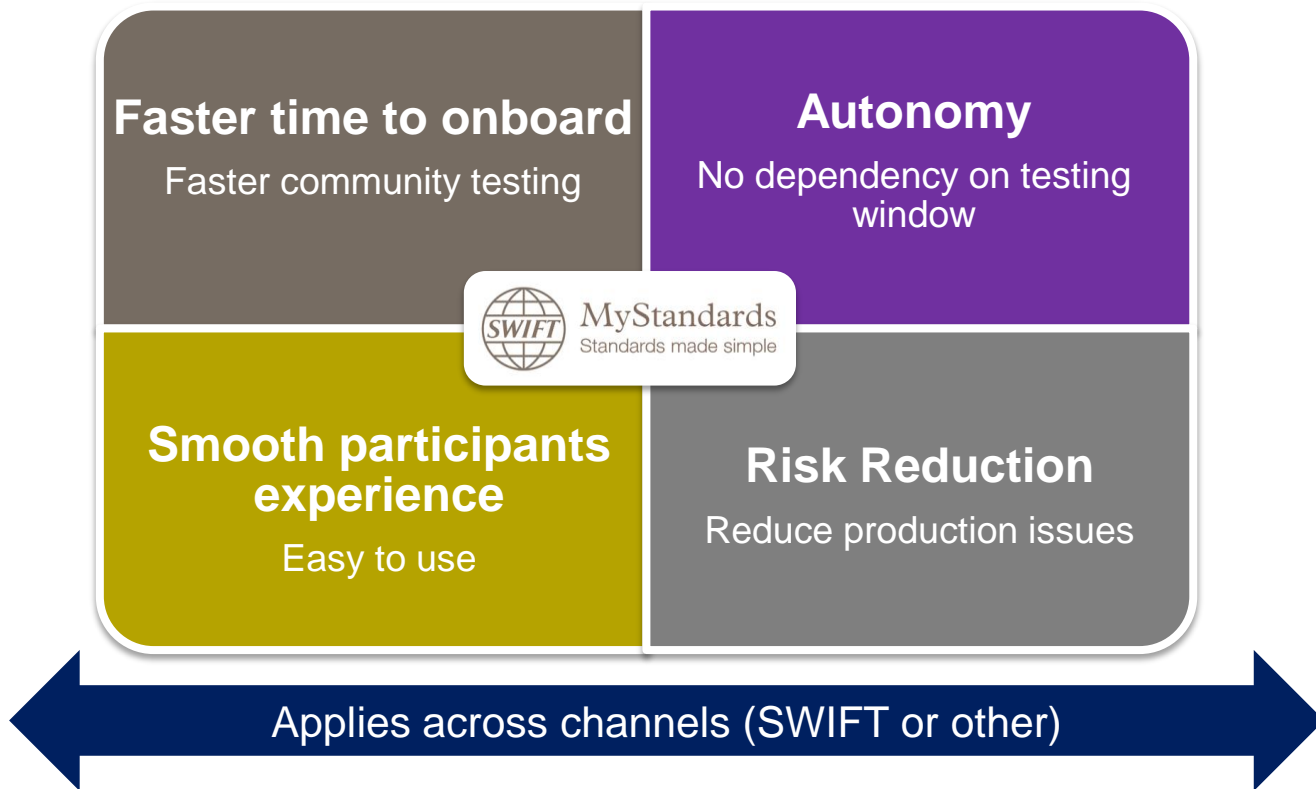 Faster time to onboard
Faster community testing
Autonomy
No dependency on testing
window
SWIFT
MyStandards
Standards made simple
Smooth participants
experience
Easy to use
Risk Reduction
Reduce production issues
Applies across channels (SWIFT or other)